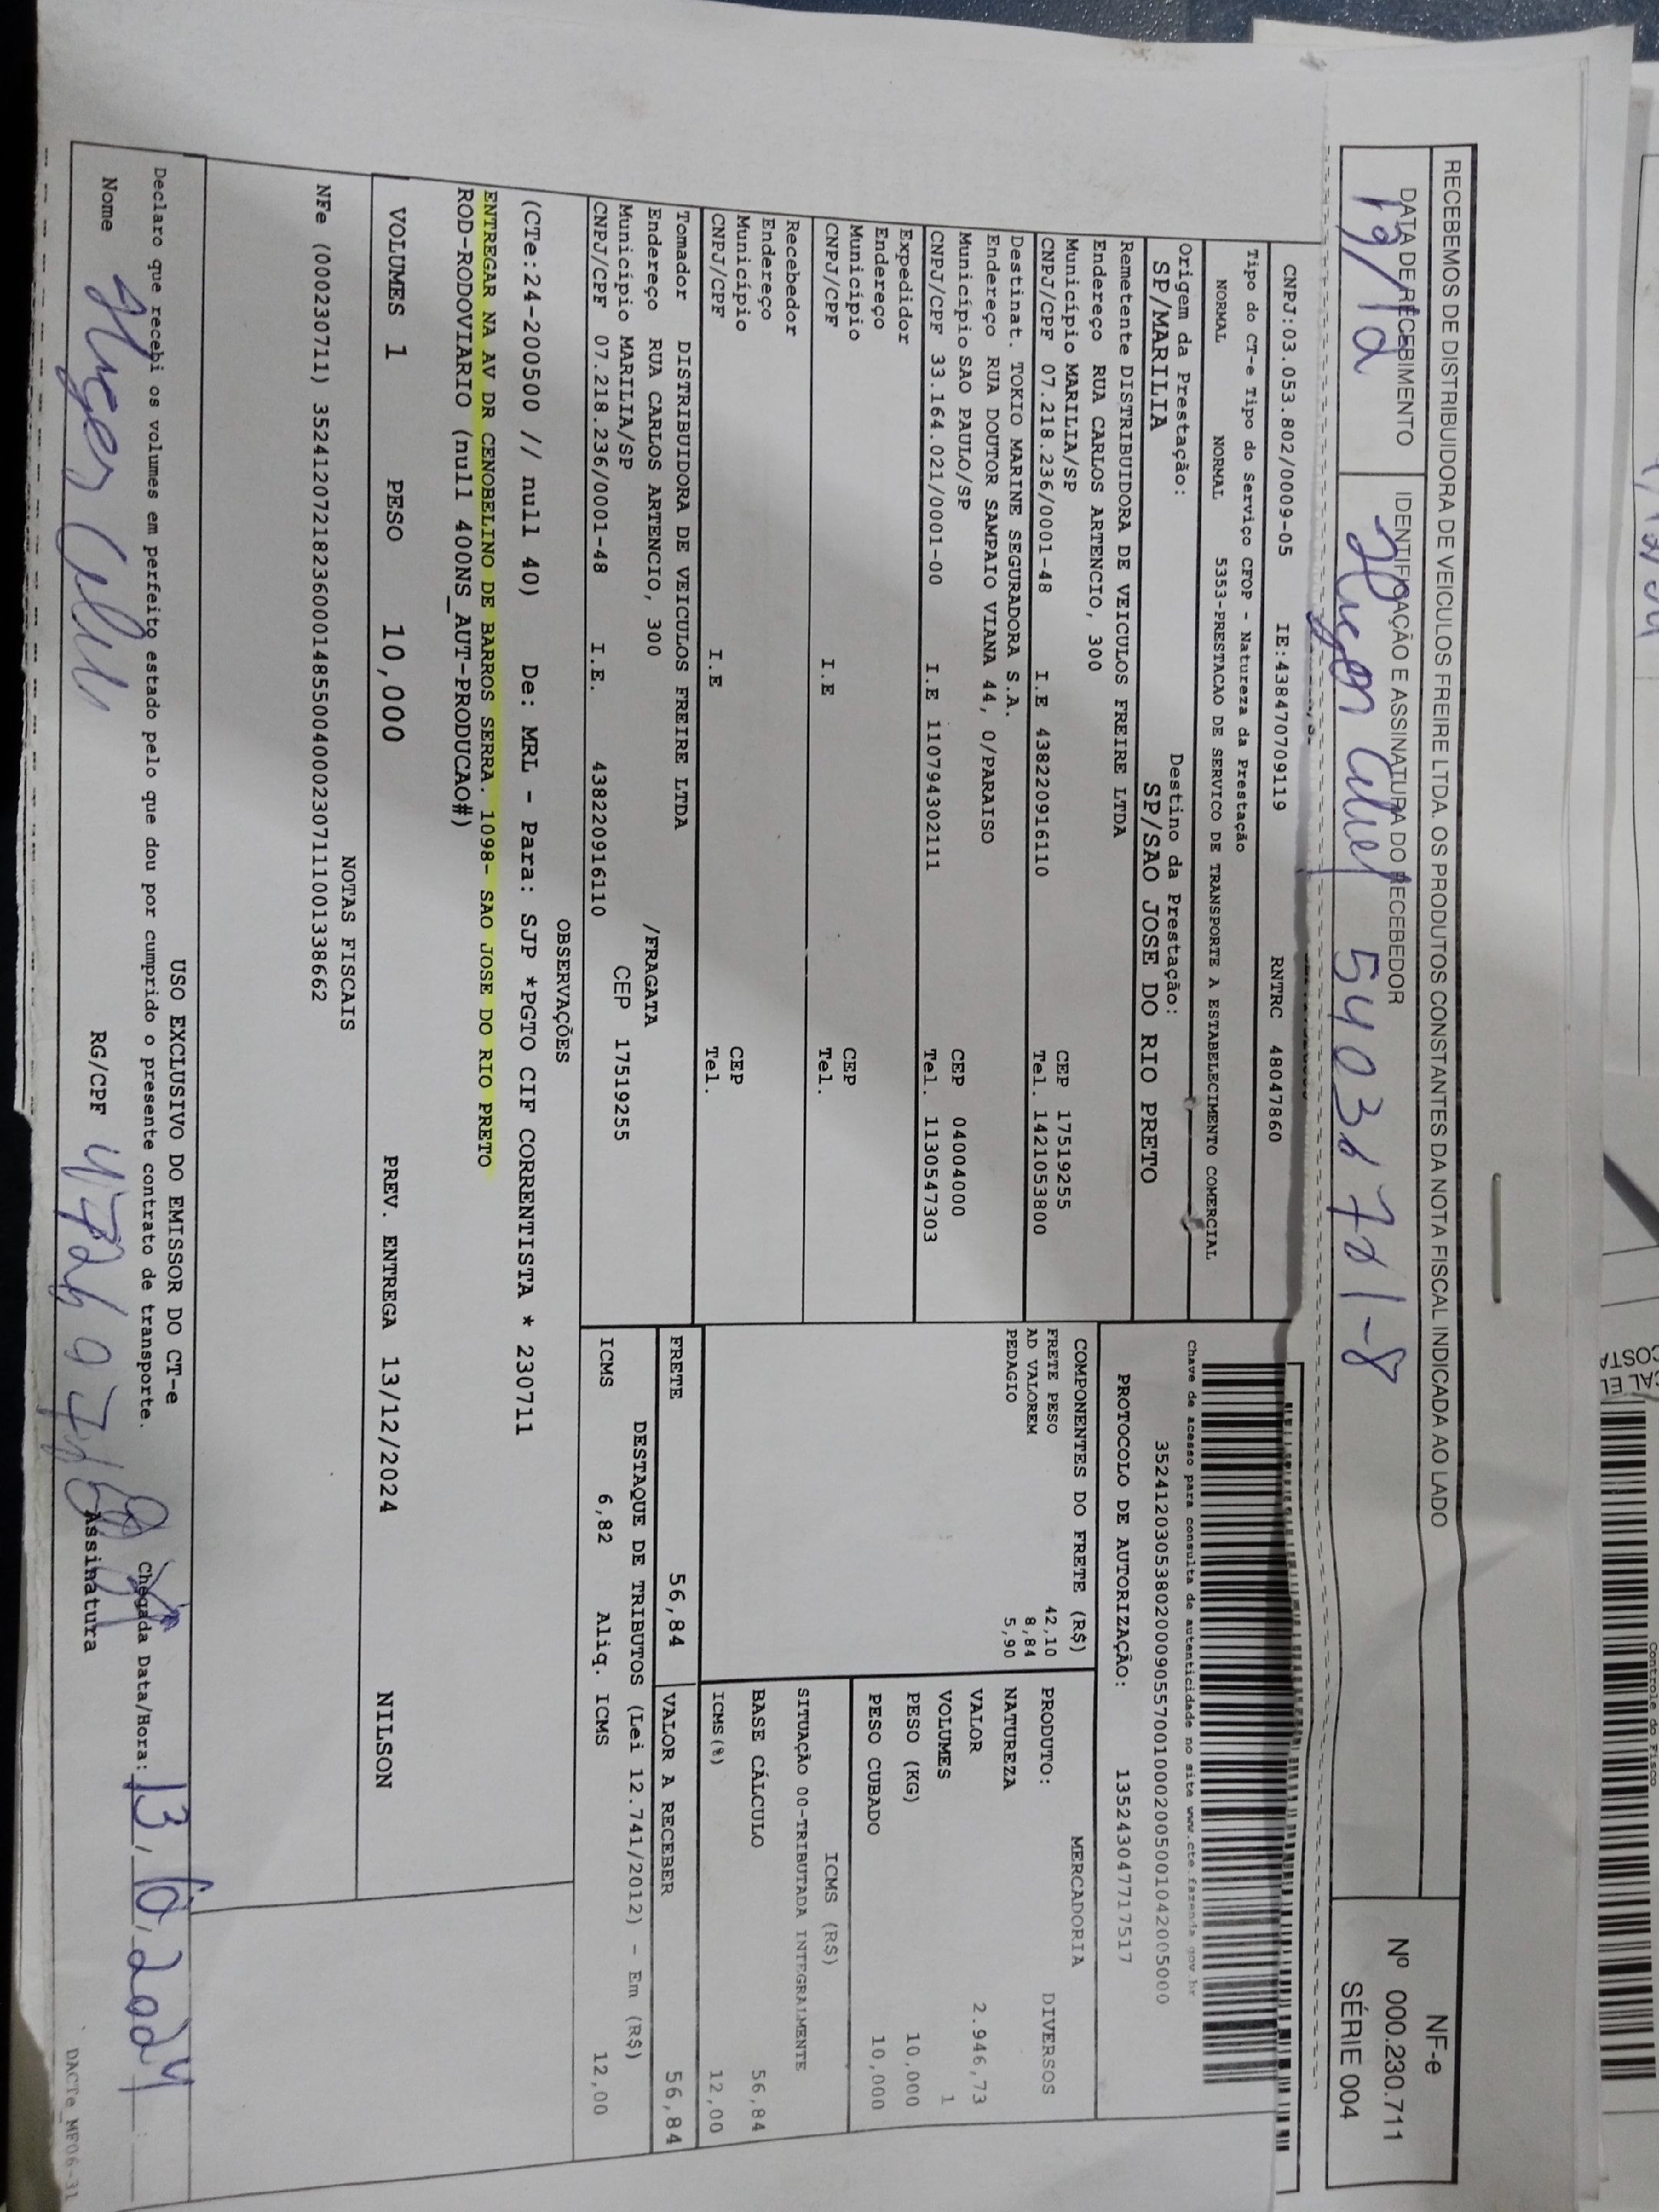 RECEBEMOS DE DISTRIBUIDORA DE VEICULOS FREIRE LTDA. OS PRODUTOS CONSTANTES DA NOTA FISCAL INDICADA AO LADO
DATA DE RECEBIMENTO
IDENTIFICAÇÃO E ASSINATURA DO RECEBEDOR
NF-e
Nº 000.230.711
SÉRIE 004
CNPJ:03.053.802/0009-05 IE:438470709119 RNTRC 48047860
Tipo do CT-e Tipo do Serviço CFOP - Natureza da Prestação
NORMAL NORMAL 5353-PRESTACAO DE SERVICO DE TRANSPORTE A ESTABELECIMENTO COMERCIAL
Chave de acesso para consulta de autenticidade no site www.cte.fazenda.gov.br
35241203053802000905570010002005001042005000
PROTOCOLO DE AUTORIZAÇÃO: 135243047717517
Origem da Prestação: Destino da Prestação:
SP/MARILIA SP/SAO JOSE DO RIO PRETO
Remetente DISTRIBUIDORA DE VEICULOS FREIRE LTDA
Endereço RUA CARLOS ARTENCIO, 300
Município MARILIA/SP CEP 17519255
CNPJ/CPF 07.218.236/0001-48 I.E 438220916110 Tel. 1421053800
Destinat. TOKIO MARINE SEGURADORA S.A.
Endereço RUA DOUTOR SAMPAIO VIANA 44, 0/PARAISO
Município SAO PAULO/SP CEP 04004000
CNPJ/CPF 33.164.021/0001-00 I.E 110794302111 Tel. 1130547303
Expedidor
Endereço
Município CEP
CNPJ/CPF I.E Tel.
Recebedor
Endereço
Município CEP
CNPJ/CPF I.E Tel.
Tomador DISTRIBUIDORA DE VEICULOS FREIRE LTDA
Endereço RUA CARLOS ARTENCIO, 300 /FRAGATA
Município MARILIA/SP CEP 17519255
CNPJ/CPF 07.218.236/0001-48 I.E. 438220916110
COMPONENTES DO FRETE (R$)
FRETE PESO 42,10
AD VALOREM 8,84
PEDAGIO 5,90
MERCADORIA
PRODUTO: DIVERSOS
NATUREZA
VALOR 2.946,73
VOLUMES 1
PESO (KG) 10,000
PESO CUBADO 10,000
ICMS (R$)
SITUAÇÃO 00-TRIBUTADA INTEGRALMENTE
BASE CÁLCULO 56,84
ICMS(%) 12,00
FRETE 56,84 VALOR A RECEBER 56,84
DESTAQUE DE TRIBUTOS (Lei 12.741/2012) - Em (R$)
ICMS 6,82 Aliq. ICMS 12,00
OBSERVAÇÕES
(CTe:24-200500 // null 40) De: MRL - Para: SJP *PGTO CIF CORRENTISTA * 230711
ENTREGAR NA AV DR CENOBELINO DE BARROS SERRA. 1098- SAO JOSE DO RIO PRETO
ROD-RODOVIARIO (null 400NS_AUT-PRODUCAO#)
VOLUMES 1 PESO 10,000 PREV. ENTREGA 13/12/2024 NILSON
NOTAS FISCAIS
NFe (000230711) 35241207218236000148550040002307111001338662
USO EXCLUSIVO DO EMISSOR DO CT-e
Declaro que recebi os volumes em perfeito estado pelo que dou por cumprido o presente contrato de transporte. Chegada Data/Hora:
Nome RG/CPF Assinatura
DACTe_MF06-31
Controle do Fisco